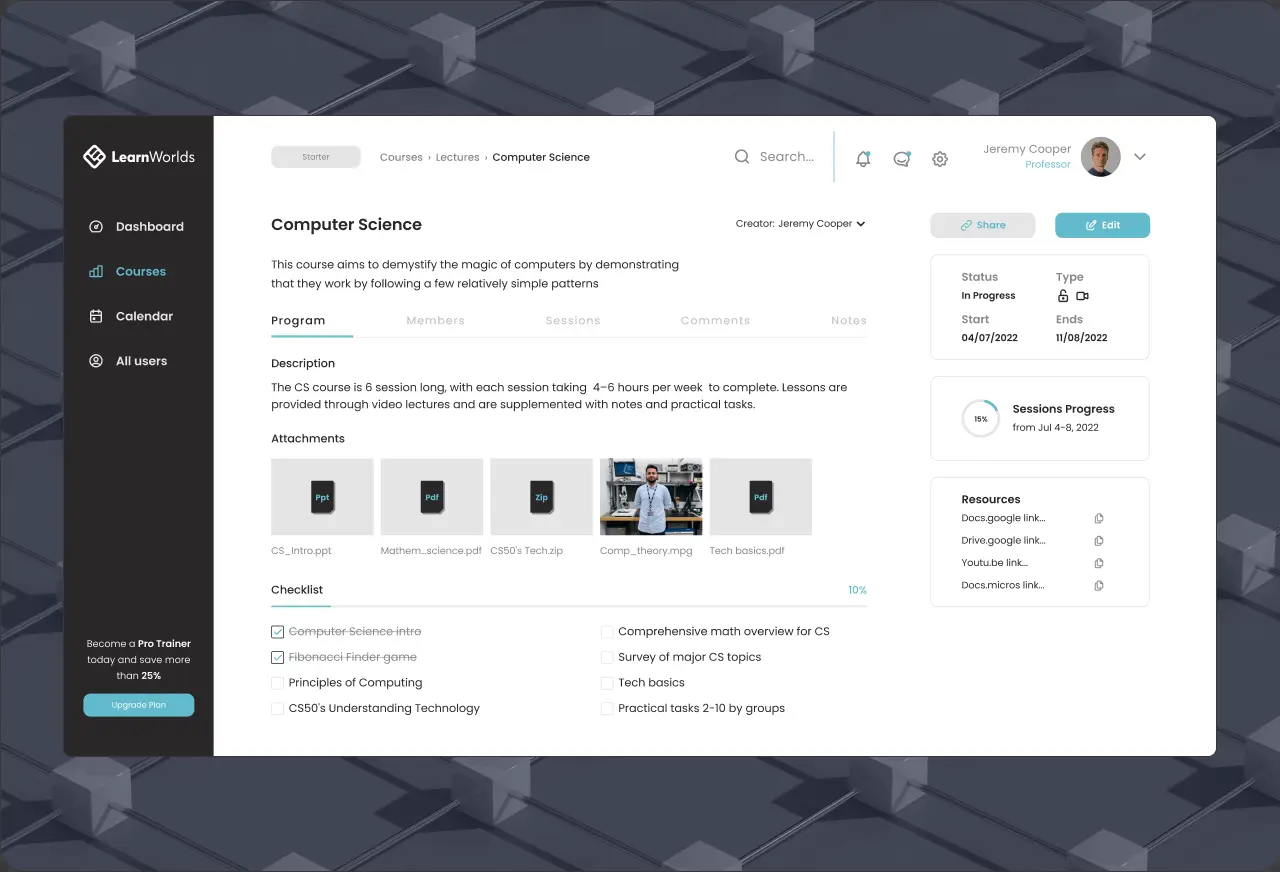 LearnWorlds
Dashboard
Courses
Calendar
All users
Become a Pro Trainer
today and save more
than 25%
Upgrade Plan
Starter
Courses › Lectures › Computer Science
Search...
Jeremy Cooper
Professor
Computer Science
Creator: Jeremy Cooper
This course aims to demystify the magic of computers by demonstrating
that they work by following a few relatively simple patterns
Program Members Sessions Comments Notes
Description
The CS course is 6 session long, with each session taking 4–6 hours per week to complete. Lessons are
provided through video lectures and are supplemented with notes and practical tasks.
Attachments
Ppt Pdf Zip Pdf
CS_Intro.ppt Mathem...science.pdf CS50's Tech.zip Comp_theory.mpg Tech basics.pdf
Checklist 10%
Computer Science intro
Fibonacci Finder game
Principles of Computing
CS50's Understanding Technology
Comprehensive math overview for CS
Survey of major CS topics
Tech basics
Practical tasks 2-10 by groups
Share
Edit
Status Type
In Progress
Start Ends
04/07/2022 11/08/2022
15%
Sessions Progress
from Jul 4-8, 2022
Resources
Docs.google link...
Drive.google link...
Youtu.be link...
Docs.micros link...